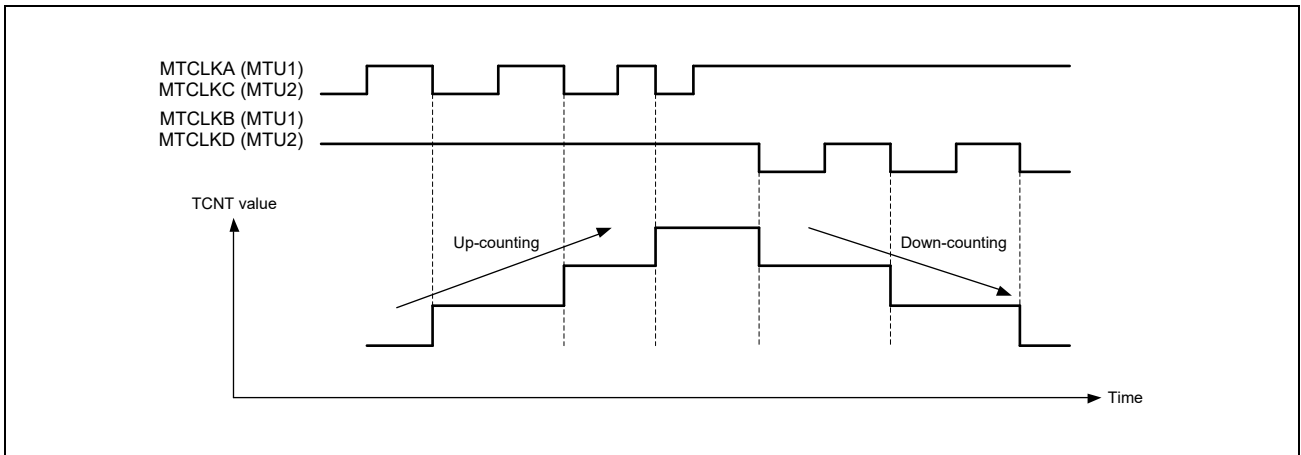 MTCLKA (MTU1)
MTCLKC (MTU2)
MTCLKB (MTU1)
MTCLKD (MTU2)
TCNT value
Up-counting
Down-counting
Time